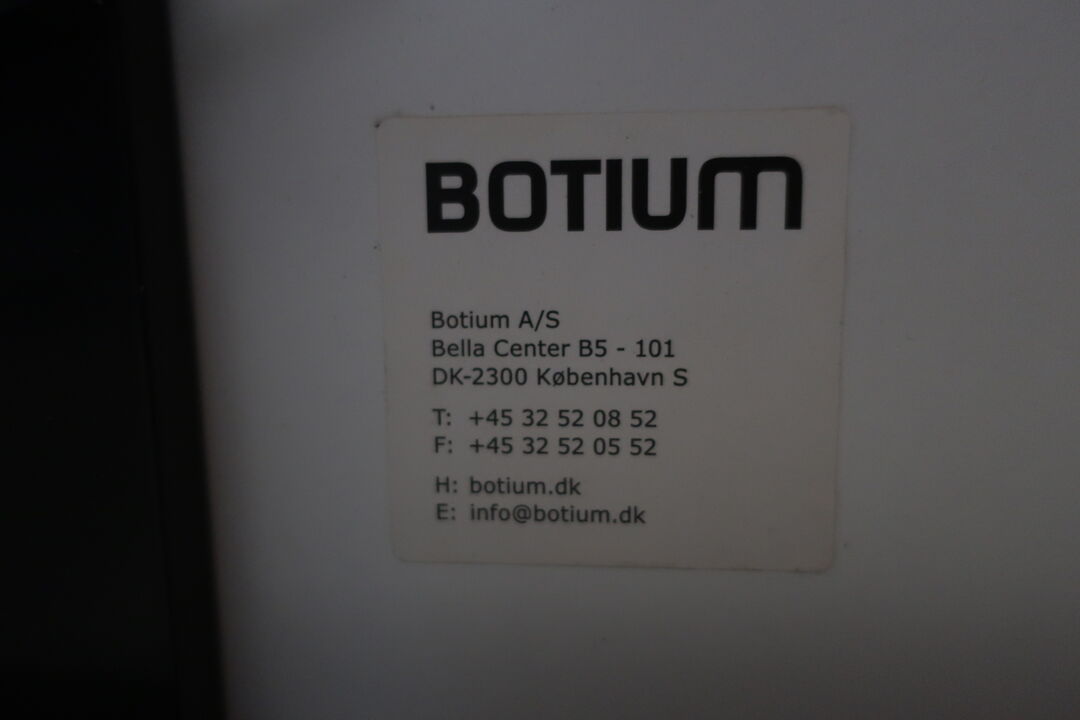 BOTIUM
Botium A/S
Bella Center B5 - 101
DK-2300 København S
T: +45 32 52 08 52
F: +45 32 52 05 52
H: botium.dk
E: info@botium.dk